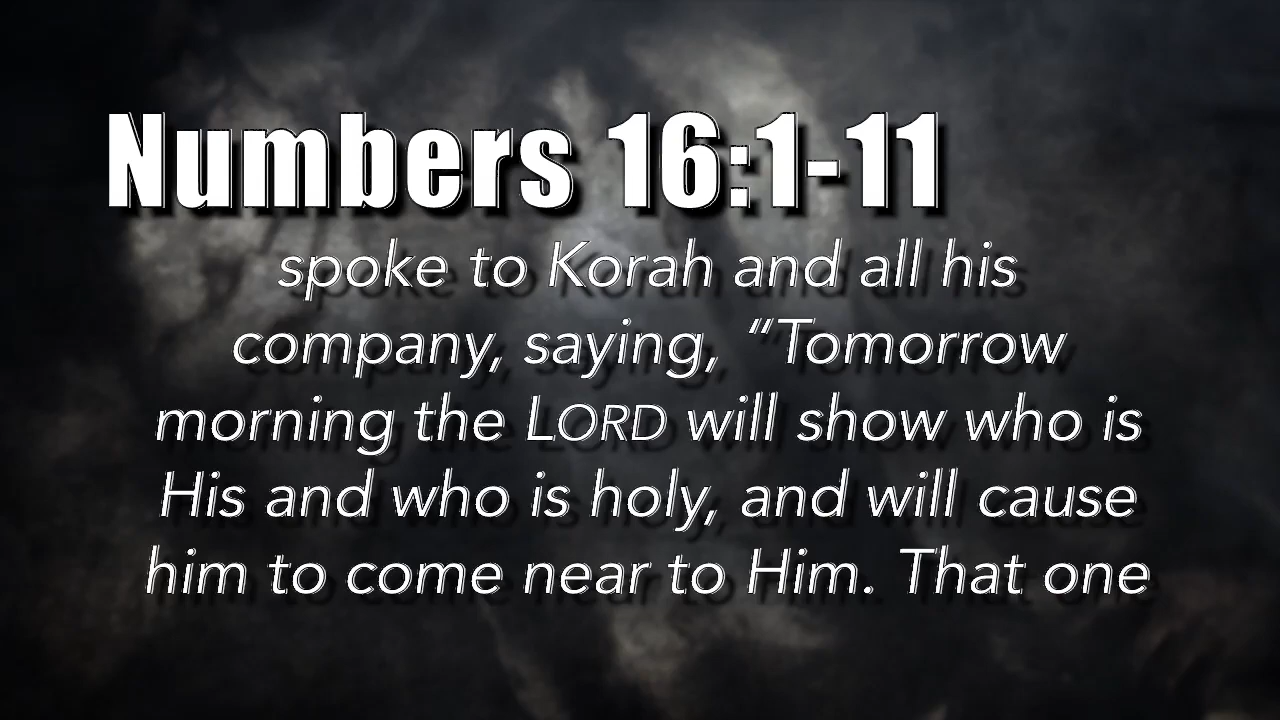 Numbers 16:1-11
spoke to Korah and all his
company, saying, “Tomorrow
morning the LORD will show who is
His and who is holy, and will cause
him to come near to Him. That one